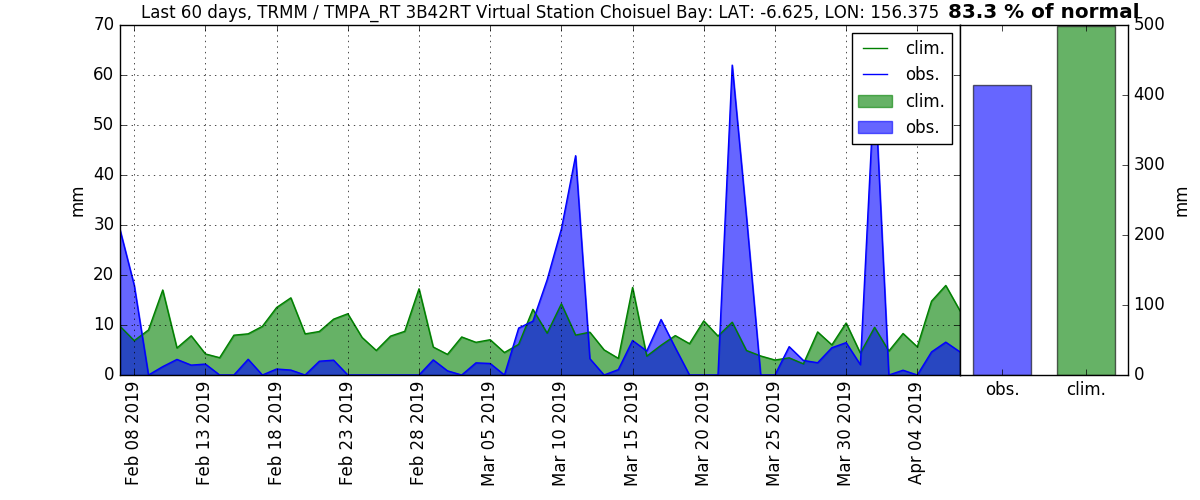 Last 60 days, TRMM / TMPA_RT 3B42RT Virtual Station Choisuel Bay: LAT: -6.625, LON: 156.375 83.3 % of normal
70
60
50
40
30
20
10
0
mm
clim.
obs.
clim.
obs.
500
400
300
200
100
0
mm
obs.
clim.
Feb 08 2019
Feb 13 2019
Feb 18 2019
Feb 23 2019
Feb 28 2019
Mar 05 2019
Mar 10 2019
Mar 15 2019
Mar 20 2019
Mar 25 2019
Mar 30 2019
Apr 04 2019